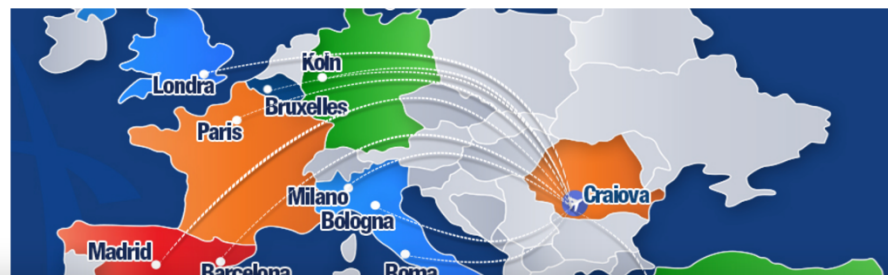 Koln
Londra
Bruxelles
Paris
Craiova
Milano
Bologna
Madrid
Barcelona
Roma